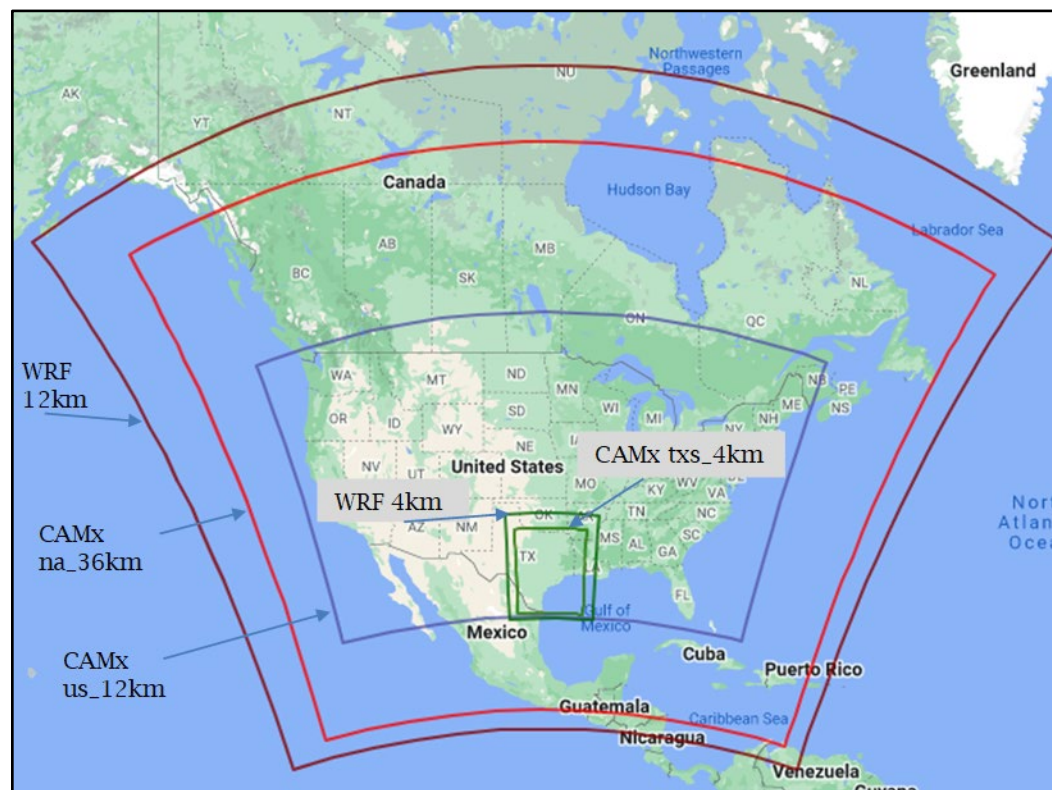 Northwestern
Passages
NU
Greenland
AK
YT
NT
Canada
Hudson Bay
Labrador Sea
AB
MB
BC
SK
NL
ON
QC
WRF
12km
WA
MT
ND
NB
PE
MN
ME
NS
OR
ID
SD
WI
MI
NH
WY
NY
NE
CAMx txs_4km
NV
UT
United States
MO
KY
WV
VA
WRF 4km
OK
TN
NC
AZ
NM
CAMx
na_36km
TX
MS
AL
SC
GA
LA
FL
Gulf of
Mexico
Mexico
CAMx
us_12km
Cuba
Puerto Rico
Guatemala
Caribbean Sea
Nicaragua
Venezuela